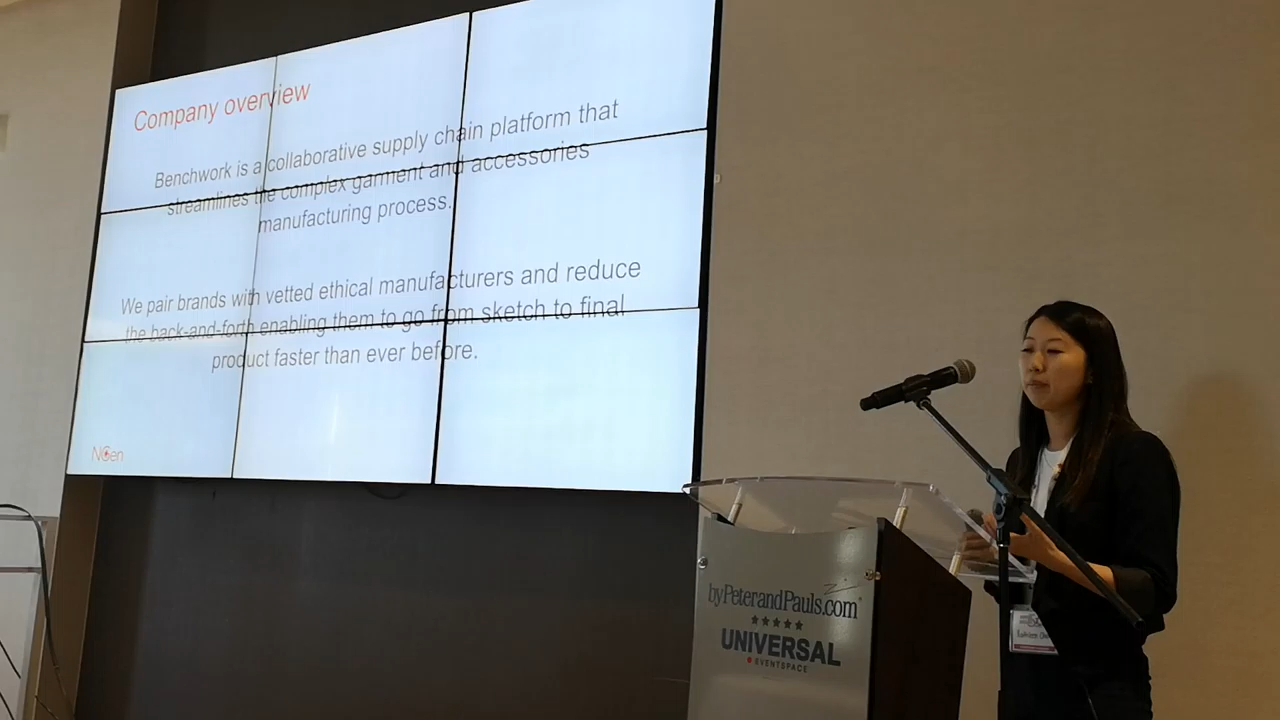 Company overview
Benchwork is a collaborative supply chain platform that
streamlines the complex garment and accessories
manufacturing process.
We pair brands with vetted ethical manufacturers and reduce
the back-and-forth enabling them to go from sketch to final
product faster than ever before.
NGen
byPeterandPauls.com
UNIVERSAL
EVENTSPACE